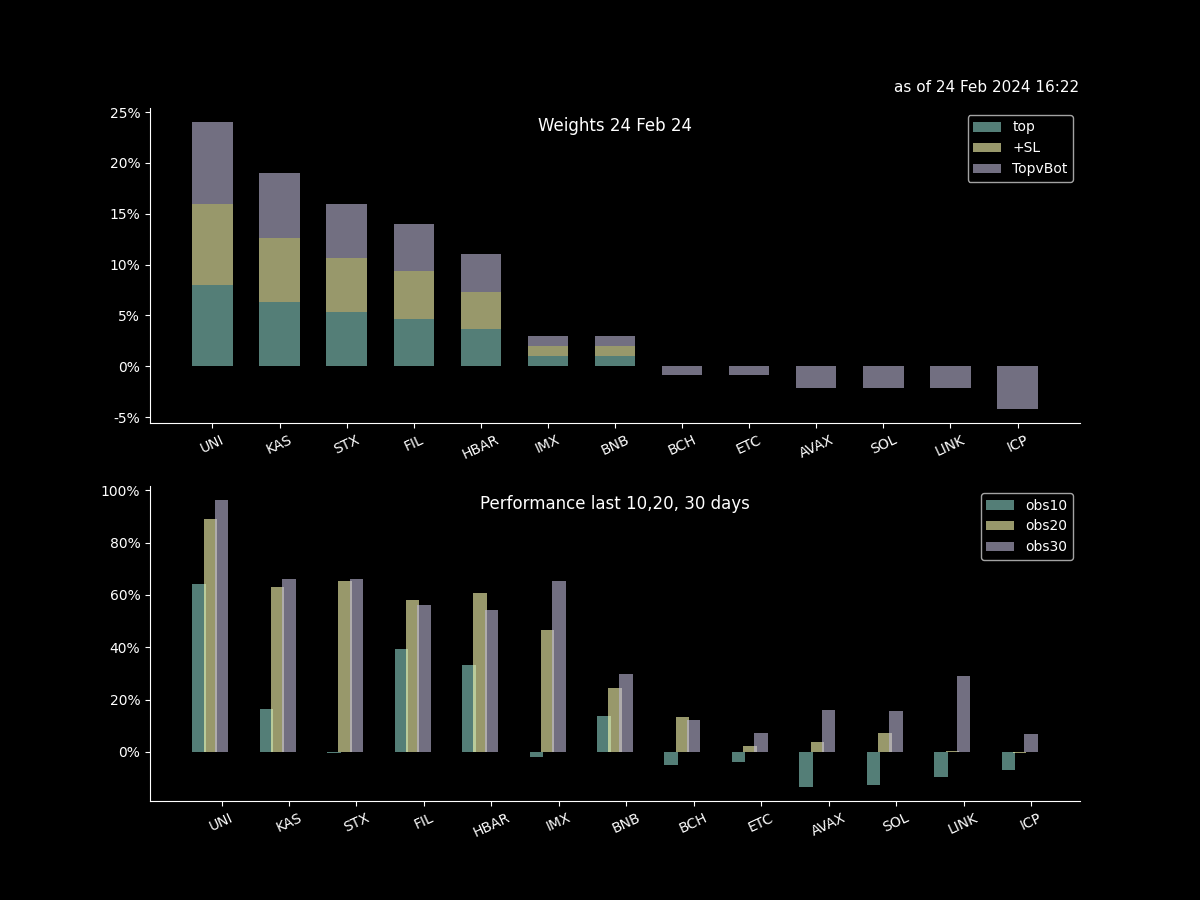 as of 24 Feb 2024 16:22
Weights 24 Feb 24
top
+SL
TopvBot
25%
20%
15%
10%
5%
0%
-5%
UNI KAS STX FIL HBAR IMX BNB BCH ETC AVAX SOL LINK ICP
Performance last 10,20, 30 days
obs10
obs20
obs30
100%
80%
60%
40%
20%
0%
UNI KAS STX FIL HBAR IMX BNB BCH ETC AVAX SOL LINK ICP